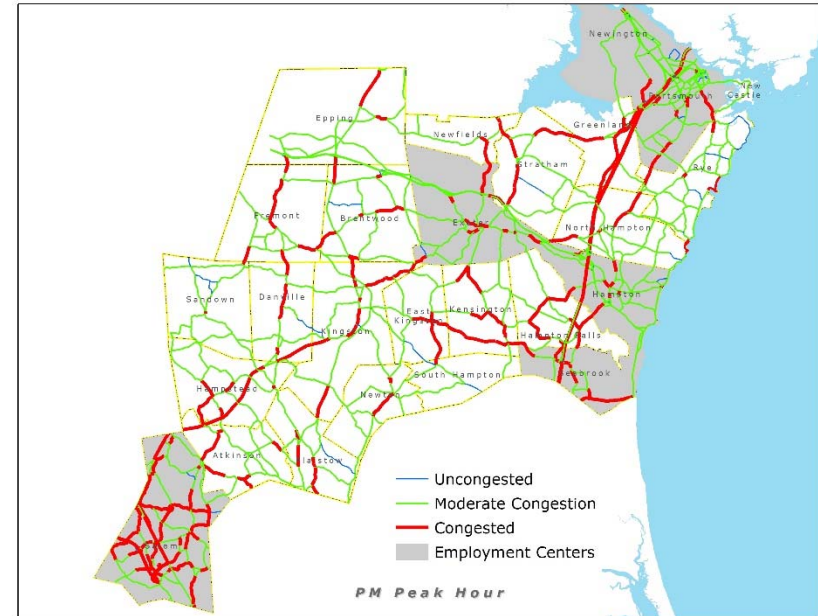 Newington
New
Castle
Portsmouth
Greenland
Epping
Newfields
Stratham
Rye
Fremont
Brentwood
Exeter
North Hampton
Sandown
Danville
Kingston
East
Kingston
Kensington
Hampton
Hampton Falls
Seabrook
South Hampton
Hampstead
Newton
Atkinson
Plaistow
Salem
Uncongested
Moderate Congestion
Congested
Employment Centers
PM Peak Hour